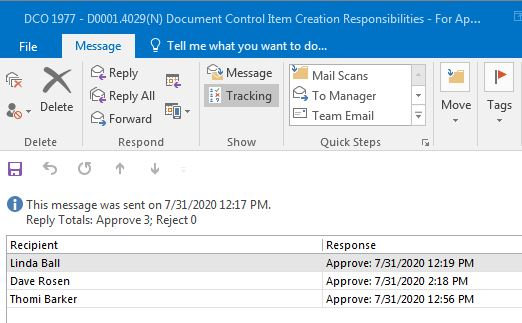 DCO 1977 - D0001.4029(N) Document Control Item Creation Responsibilities - For Ap...
File Message Tell me what you want to do...
Delete
Reply
Reply All
Forward
Message
Tracking
Mail Scans
To Manager
Team Email
Move
Tags
Delete Respond Show Quick Steps
This message was sent on 7/31/2020 12:17 PM.
Reply Totals: Approve 3; Reject 0
Recipient Response
Linda Ball Approve: 7/31/2020 12:19 PM
Dave Rosen Approve: 7/31/2020 2:18 PM
Thomi Barker Approve: 7/31/2020 12:56 PM